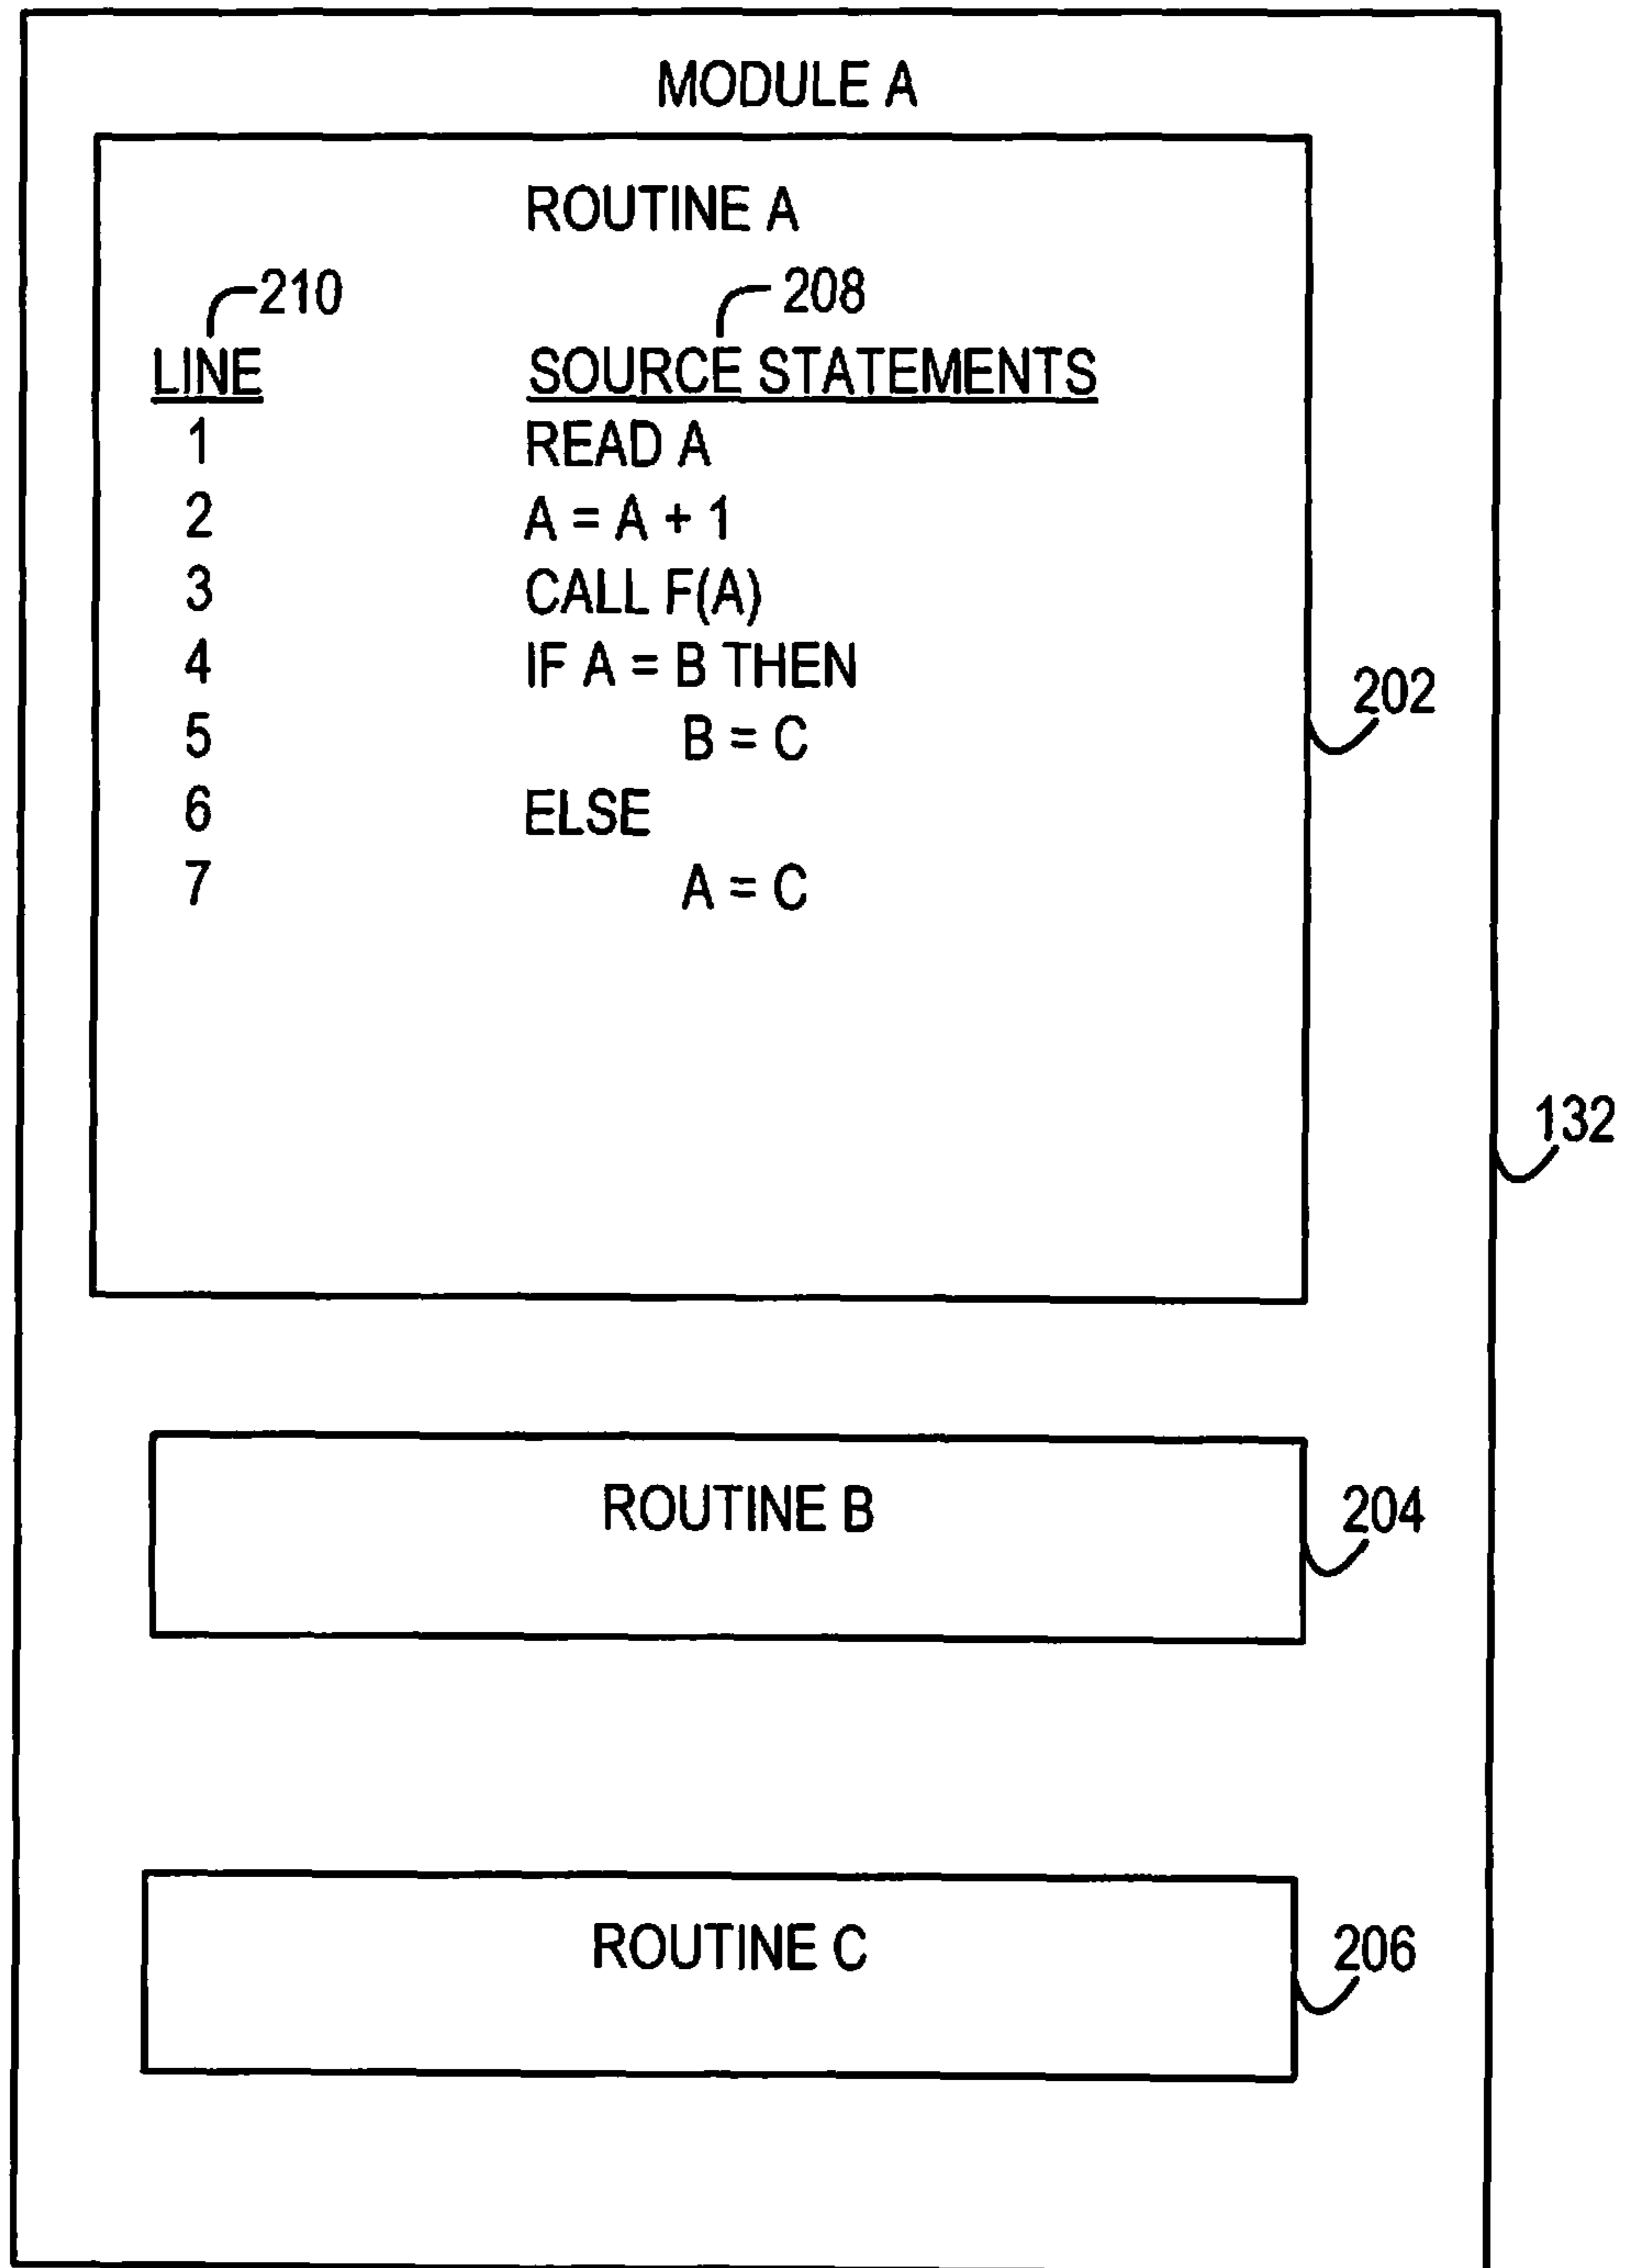 MODULE A
ROUTINE A
210 208
LINE SOURCE STATEMENTS
1 READ A
2 A = A + 1
3 CALL F(A)
4 IF A = B THEN
202
5 B = C
6 ELSE
7 A = C
132
ROUTINE B 204
ROUTINE C 206